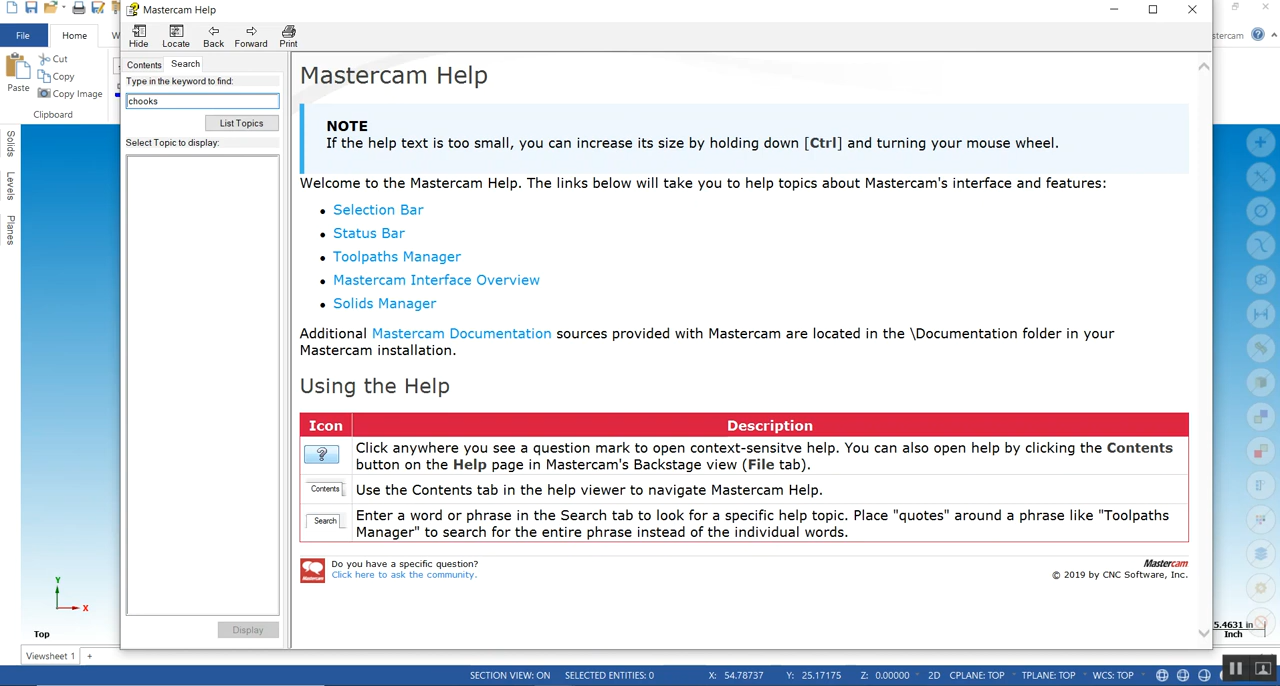 Mastercam Help
File
Home
W
stercam
Cut
Copy
Copy Image
Paste
Clipboard
Solids
Levels
Planes
Hide
Locate
Back
Forward
Print
Contents
Search
Type in the keyword to find:
chooks
List Topics
Select Topic to display:
Display
Mastercam Help
NOTE
If the help text is too small, you can increase its size by holding down [Ctrl] and turning your mouse wheel.
Welcome to the Mastercam Help. The links below will take you to help topics about Mastercam's interface and features:
• Selection Bar
• Status Bar
• Toolpaths Manager
• Mastercam Interface Overview
• Solids Manager
Additional Mastercam Documentation sources provided with Mastercam are located in the \Documentation folder in your
Mastercam installation.
Using the Help
Icon Description
? Click anywhere you see a question mark to open context-sensitve help. You can also open help by clicking the Contents
button on the Help page in Mastercam's Backstage view (File tab).
Contents Use the Contents tab in the help viewer to navigate Mastercam Help.
Search Enter a word or phrase in the Search tab to look for a specific help topic. Place "quotes" around a phrase like "Toolpaths
Manager" to search for the entire phrase instead of the individual words.
Do you have a specific question?
Click here to ask the community.
Mastercam
© 2019 by CNC Software, Inc.
Y
X
Top
5.4631 in
Inch
Viewsheet 1 +
SECTION VIEW: ON SELECTED ENTITIES: 0 X: 54.78737 Y: 25.17175 Z: 0.00000 2D CPLANE: TOP TPLANE: TOP WCS: TOP